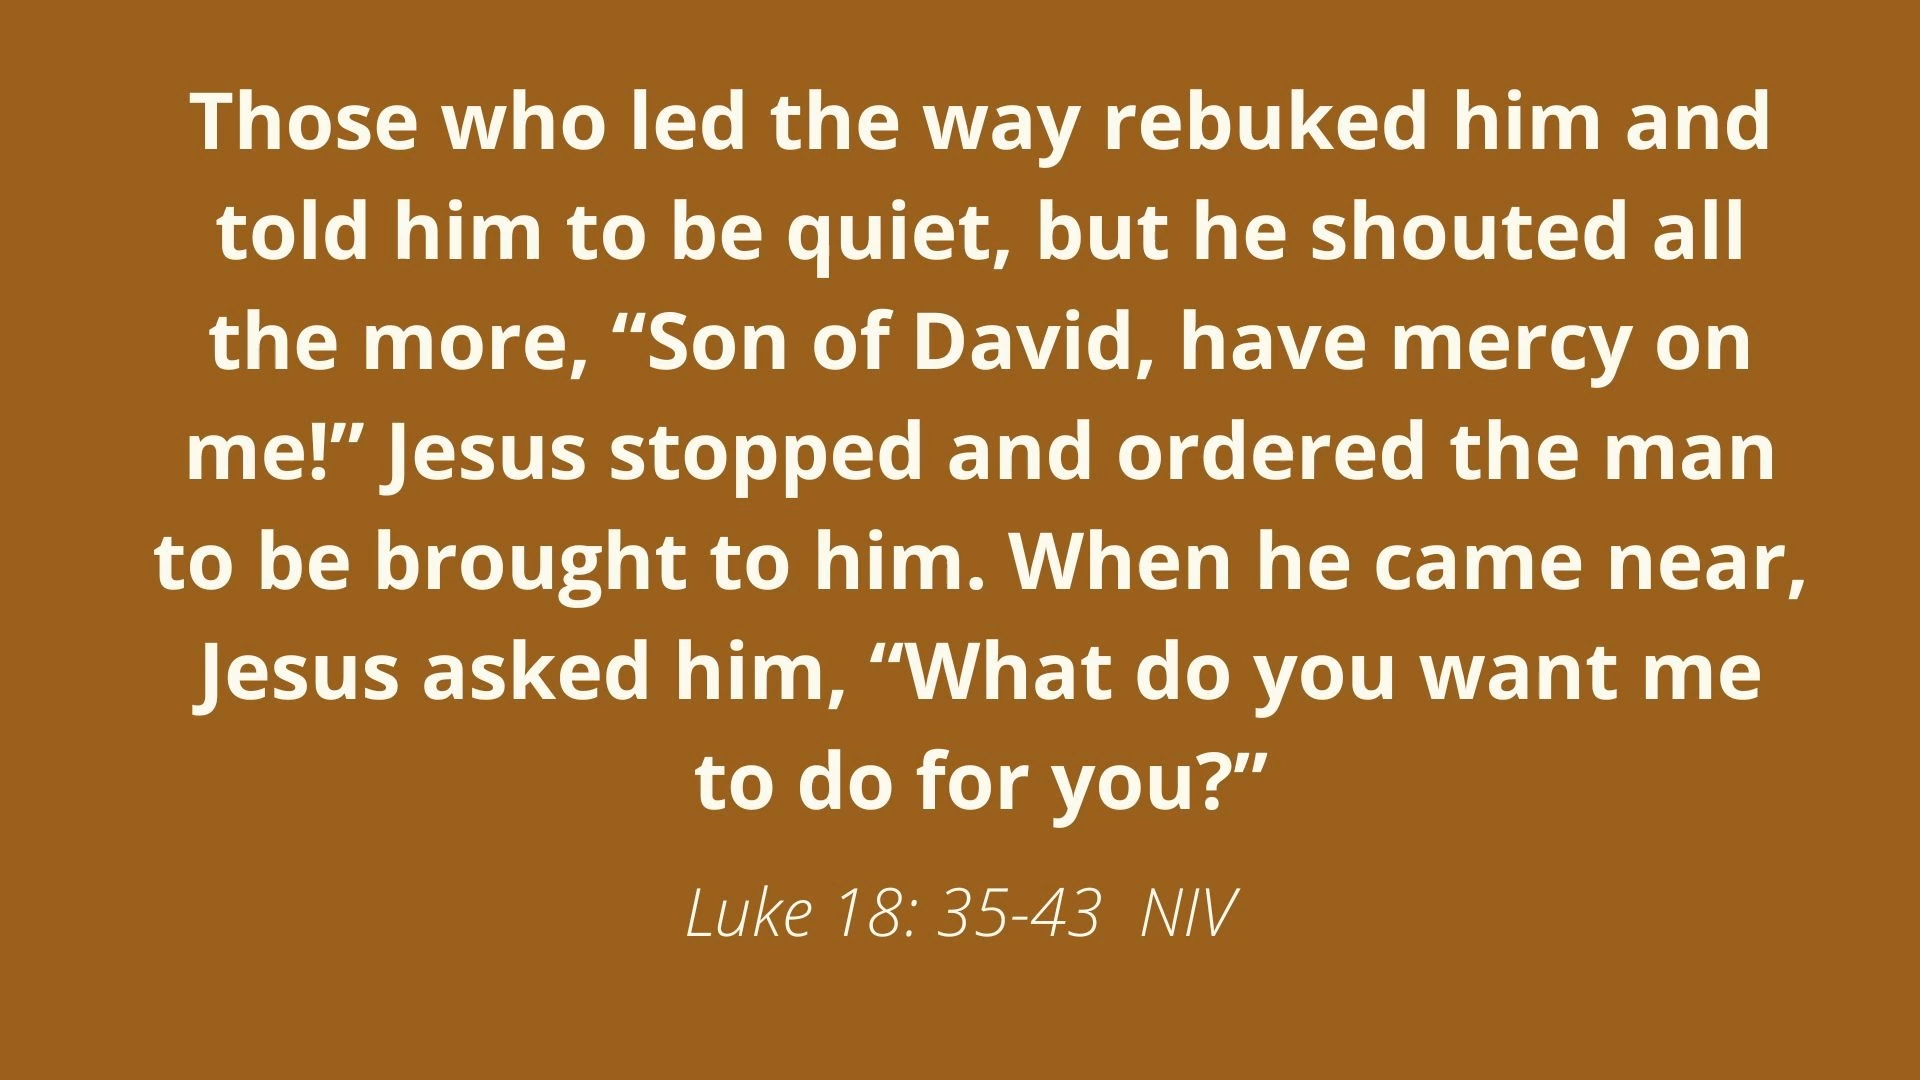 Those who led the way rebuked him and
told him to be quiet, but he shouted all
the more, “Son of David, have mercy on
me!” Jesus stopped and ordered the man
to be brought to him. When he came near,
Jesus asked him, “What do you want me
to do for you?”
Luke 18: 35-43  NIV